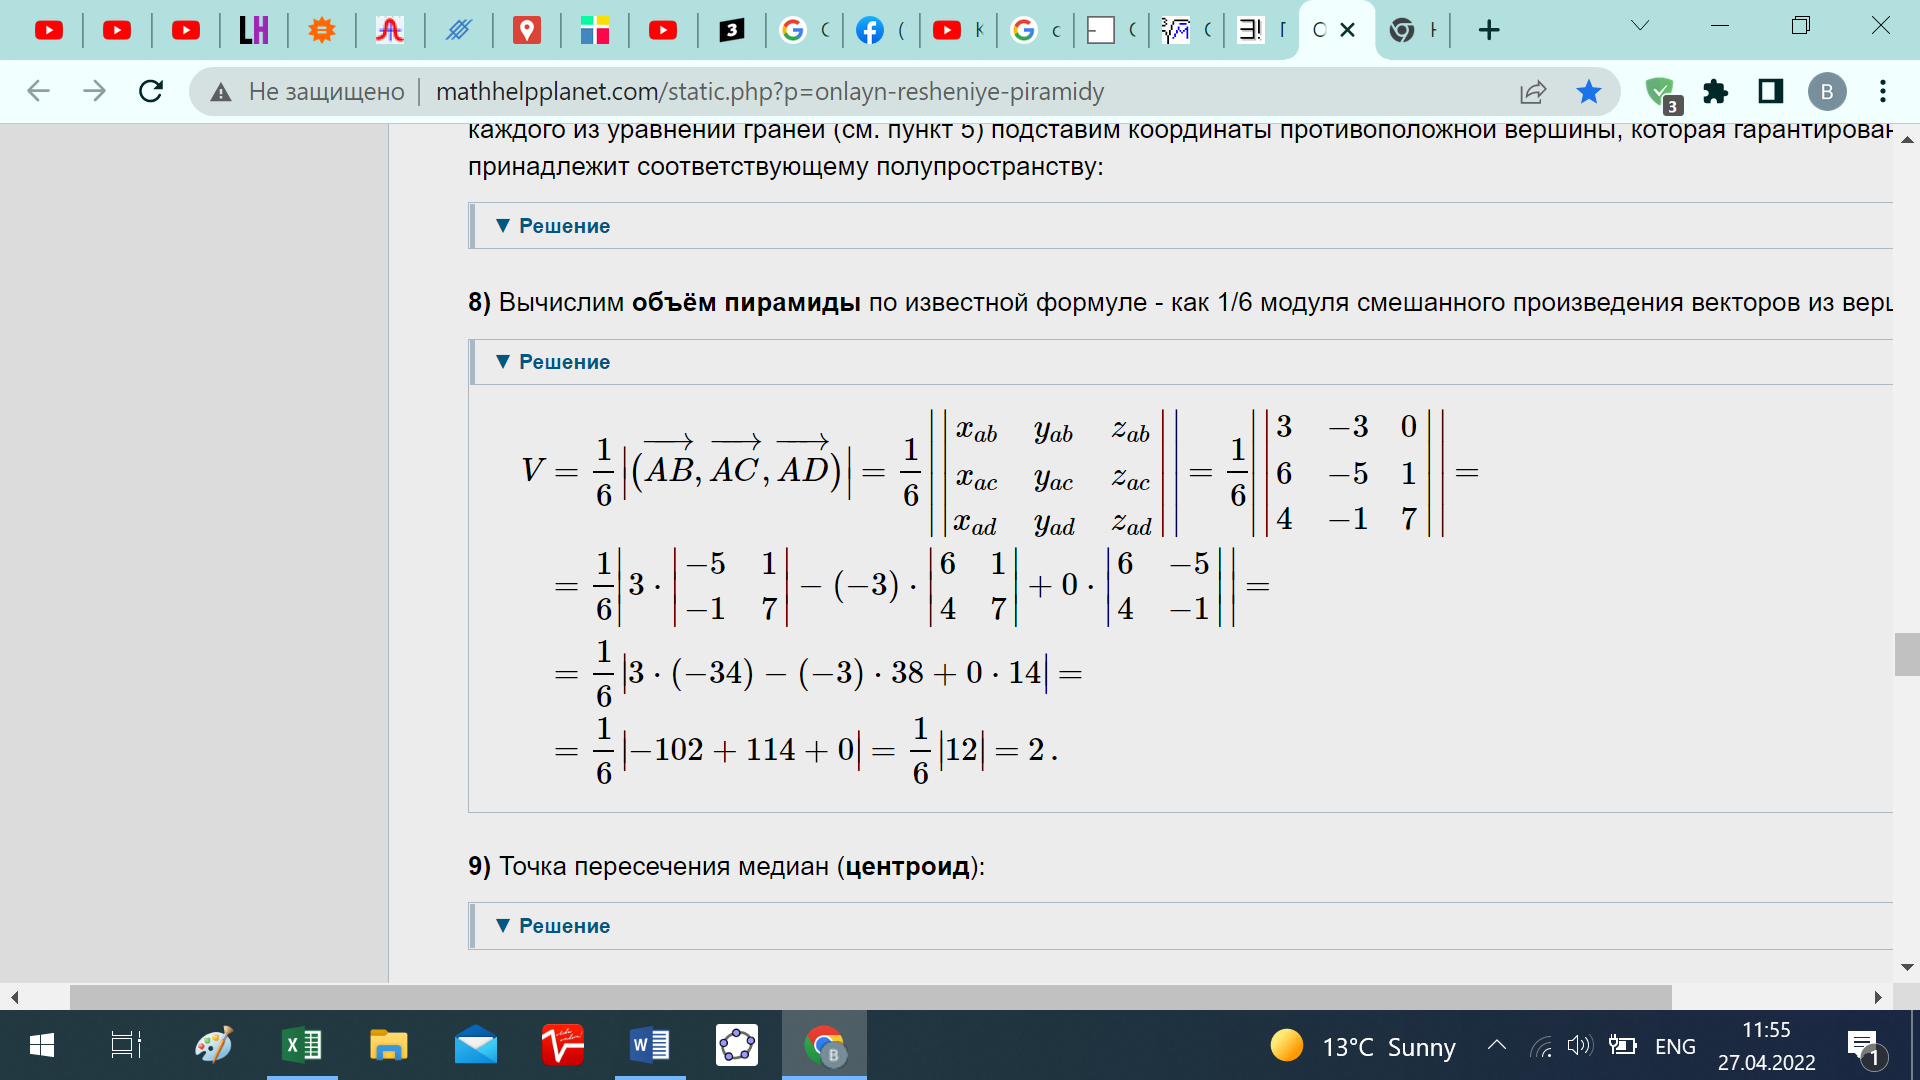 LH 3 G ( G c
Не защищено mathhelpplanet.com/static.php?p=onlayn-resheniye-piramidy 3 B
каждого из уравнений граней (см. пункт 5) подставим координаты противоположной вершины, которая
принадлежит соответствующему полупространству:
▼ Решение
8) Вычислим объём пирамиды по известной формуле - как 1/6 модуля смешанного произведения векторов из
▼ Решение
V = 1/6 |(AB, AC, AD)| = 1/6 ||x_ab y_ab z_ab; x_ac y_ac z_ac; x_ad y_ad z_ad|| = 1/6 ||3 −3 0; 6 −5 1; 4 −1 7|| =
= 1/6 |3 · |−5 1; −1 7| − (−3) · |6 1; 4 7| + 0 · |6 −5; 4 −1|| =
= 1/6 |3 · (−34) − (−3) · 38 + 0 · 14| =
= 1/6 |−102 + 114 + 0| = 1/6 |12| = 2 .
9) Точка пересечения медиан (центроид):
▼ Решение
13°C Sunny ENG 11:55
27.04.2022 1